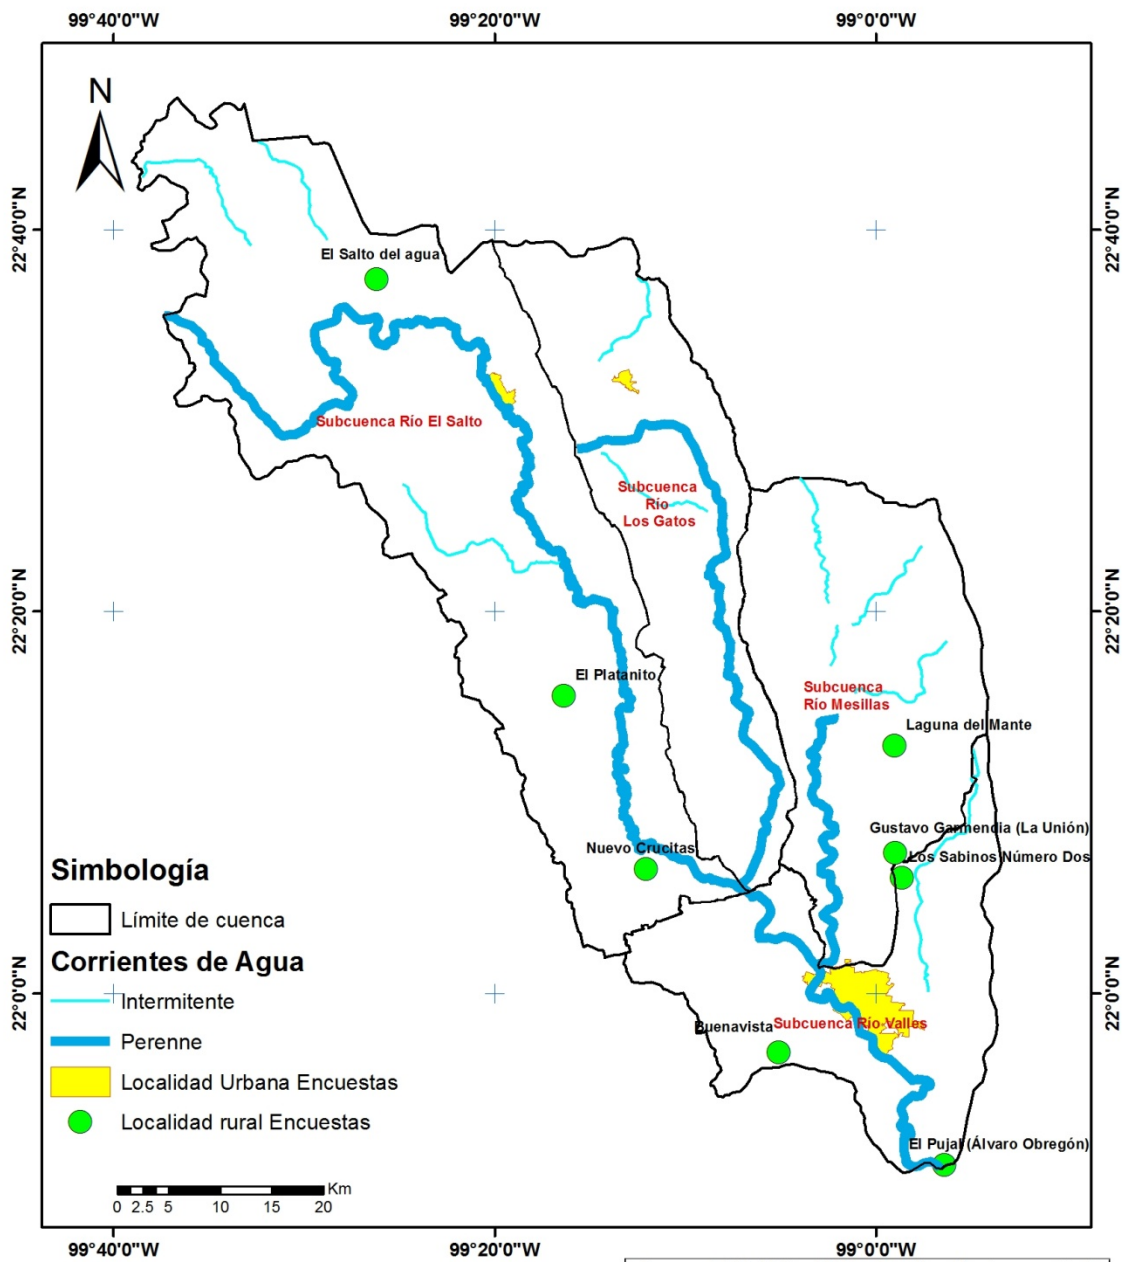 99°40'0"W
99°20'0"W
99°0'0"W
22°40'0"N
22°40'0"N
N
El Salto del agua
Subcuenca Río El Salto
Subcuenca
Río
Los Gatos
22°20'0"N
22°20'0"N
El Platanito
Subcuenca
Río Mesillas
Laguna del Mante
Gustavo Garmendia (La Unión)
Los Sabinos Número Dos
Nuevo Crucitas
22°0'0"N
22°0'0"N
Buenavista
Subcuenca Río Valles
El Pujal (Álvaro Obregón)
Simbología
Límite de cuenca
Corrientes de Agua
Intermitente
Perenne
Localidad Urbana Encuestas
Localidad rural Encuestas
Km
0 2.5 5 10 15 20
99°40'0"W
99°20'0"W
99°0'0"W